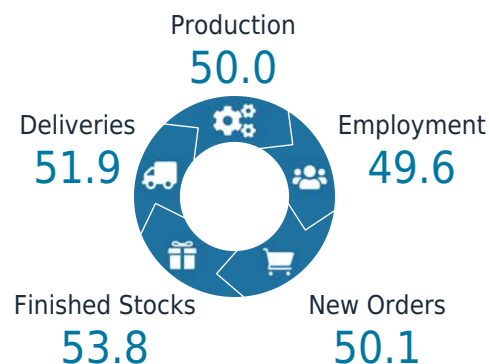 Production
50.0
Deliveries
51.9
Employment
49.6
Finished Stocks
53.8
New Orders
50.1